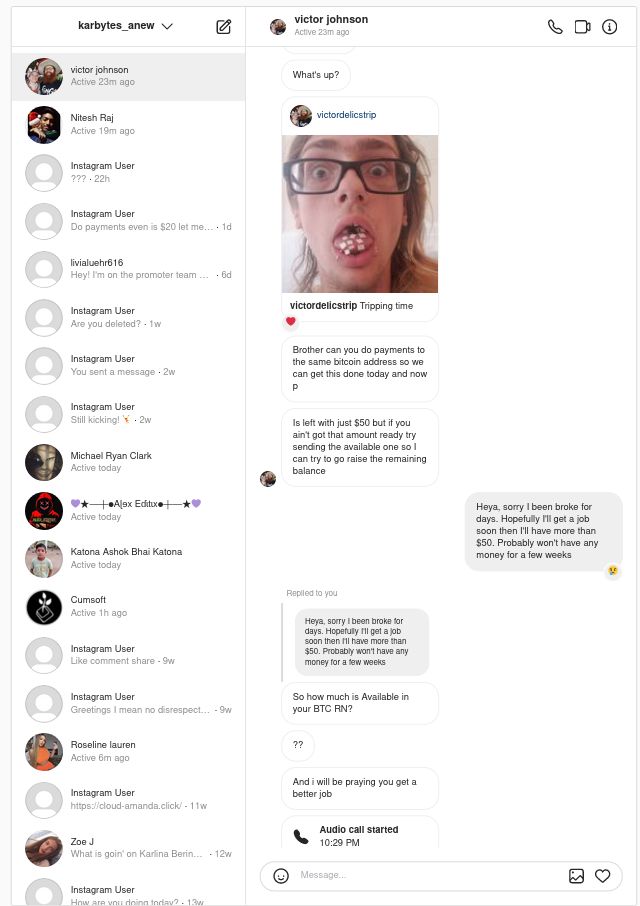 karbytes_anew
victor johnson
Active 23m ago
Nitesh Raj
Active 19m ago
Instagram User
??? · 22h
Instagram User
Do payments even is $20 let me… · 1d
livialuehr616
Hey! I'm on the promoter team … · 6d
Instagram User
Are you deleted? · 1w
Instagram User
You sent a message · 2w
Instagram User
Still kicking! · 2w
Michael Ryan Clark
Active today
Active today
Katona Ashok Bhai Katona
Active today
Cumsoft
Active 1h ago
Instagram User
Like comment share · 9w
Instagram User
Greetings I mean no disrespect… · 9w
Roseline lauren
Active 6m ago
Instagram User
https://cloud-amanda.click/ · 11w
Zoe J
What is goin' on Karlina Berin… · 12w
Instagram User
How are you doing today? · 13w
victor johnson
Active 23m ago
What's up?
victordelicstrip
victordelicstrip Tripping time
Brother can you do payments to
the same bitcoin address so we
can get this done today and now
p
Is left with just $50 but if you
ain't got that amount ready try
sending the available one so I
can try to go raise the remaining
balance
Heya, sorry I been broke for
days. Hopefully I'll get a job
soon then I'll have more than
$50. Probably won't have any
money for a few weeks
Replied to you
Heya, sorry I been broke for
days. Hopefully I'll get a job
soon then I'll have more than
$50. Probably won't have any
money for a few weeks
So how much is Available in
your BTC RN?
??
And i will be praying you get a
better job
Audio call started
10:29 PM
Message...